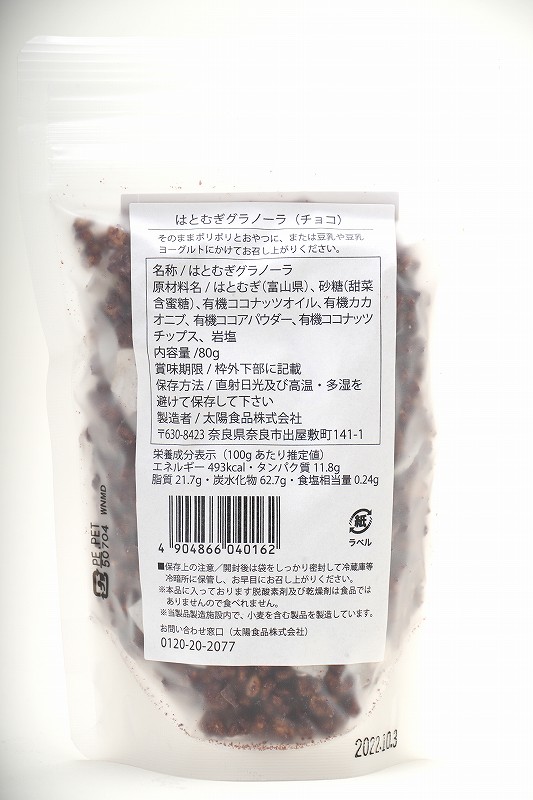 はとむぎグラノーラ（チョコ）
そのままポリポリとおやつに、または豆乳や豆乳
ヨーグルトにかけてお召し上がりください。
名称 / はとむぎグラノーラ
原材料名 / はとむぎ（富山県）、砂糖（甜菜
含蜜糖）、有機ココナッツオイル、有機カカ
オニブ、有機ココアパウダー、有機ココナッツ
チップス、岩塩
内容量 /80g
賞味期限 / 枠外下部に記載
保存方法 / 直射日光及び高温・多湿を
避けて保存して下さい
製造者 / 太陽食品株式会社
〒630-8423 奈良県奈良市出屋敷町141-1
栄養成分表示（100g あたり推定値）
エネルギー 493kcal・タンパク質 11.8g
脂質 21.7g・炭水化物 62.7g・食塩相当量 0.24g
4 904866 040162
紙
ラベル
■保存上の注意／開封後は袋をしっかり密封して冷蔵庫等
冷暗所に保管し、お早目にお召し上がりください。
※本品に入っております脱酸素剤及び乾燥剤は食品では
ありませんので食べれません。
※当製品製造施設内で、小麦を含む製品を製造しています。
お問い合わせ窓口（太陽食品株式会社）
0120-20-2077
プラ
PE,PET
50704 WNMD
2022.10.3